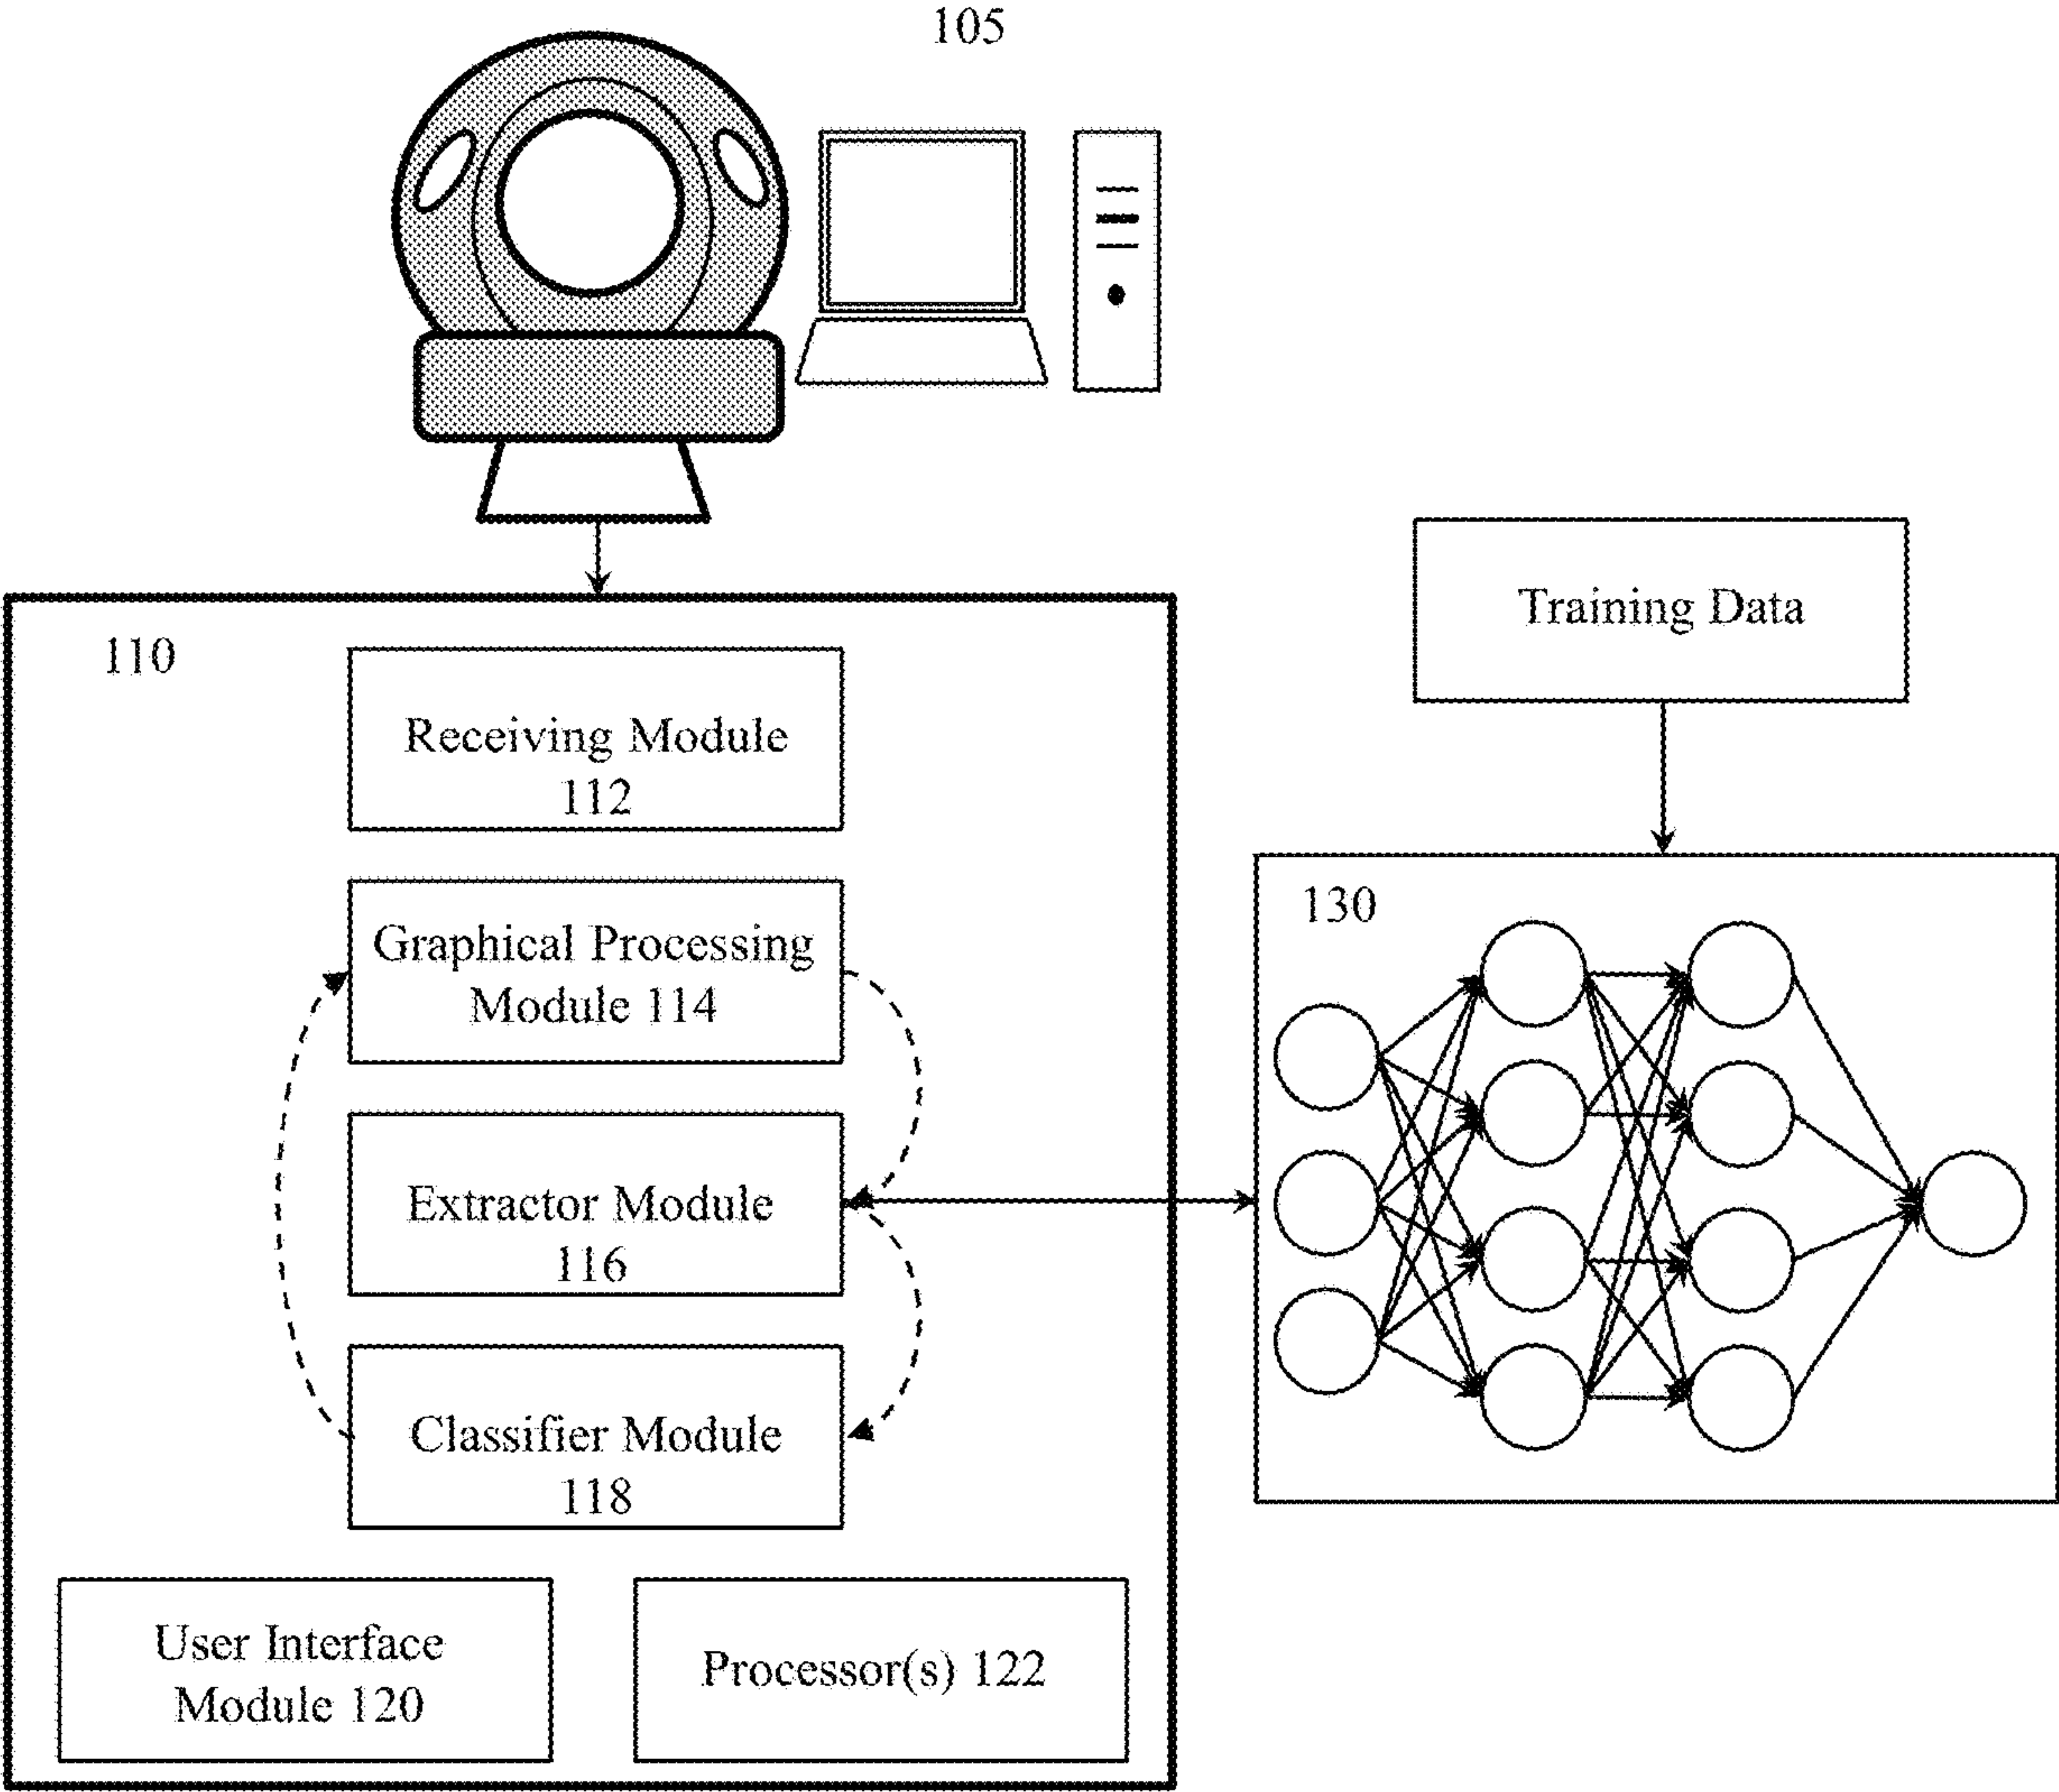 105
110
Receiving Module
112
Graphical Processing
Module 114
Extractor Module
116
Classifier Module
118
User Interface
Module 120
Processor(s) 122
Training Data
130